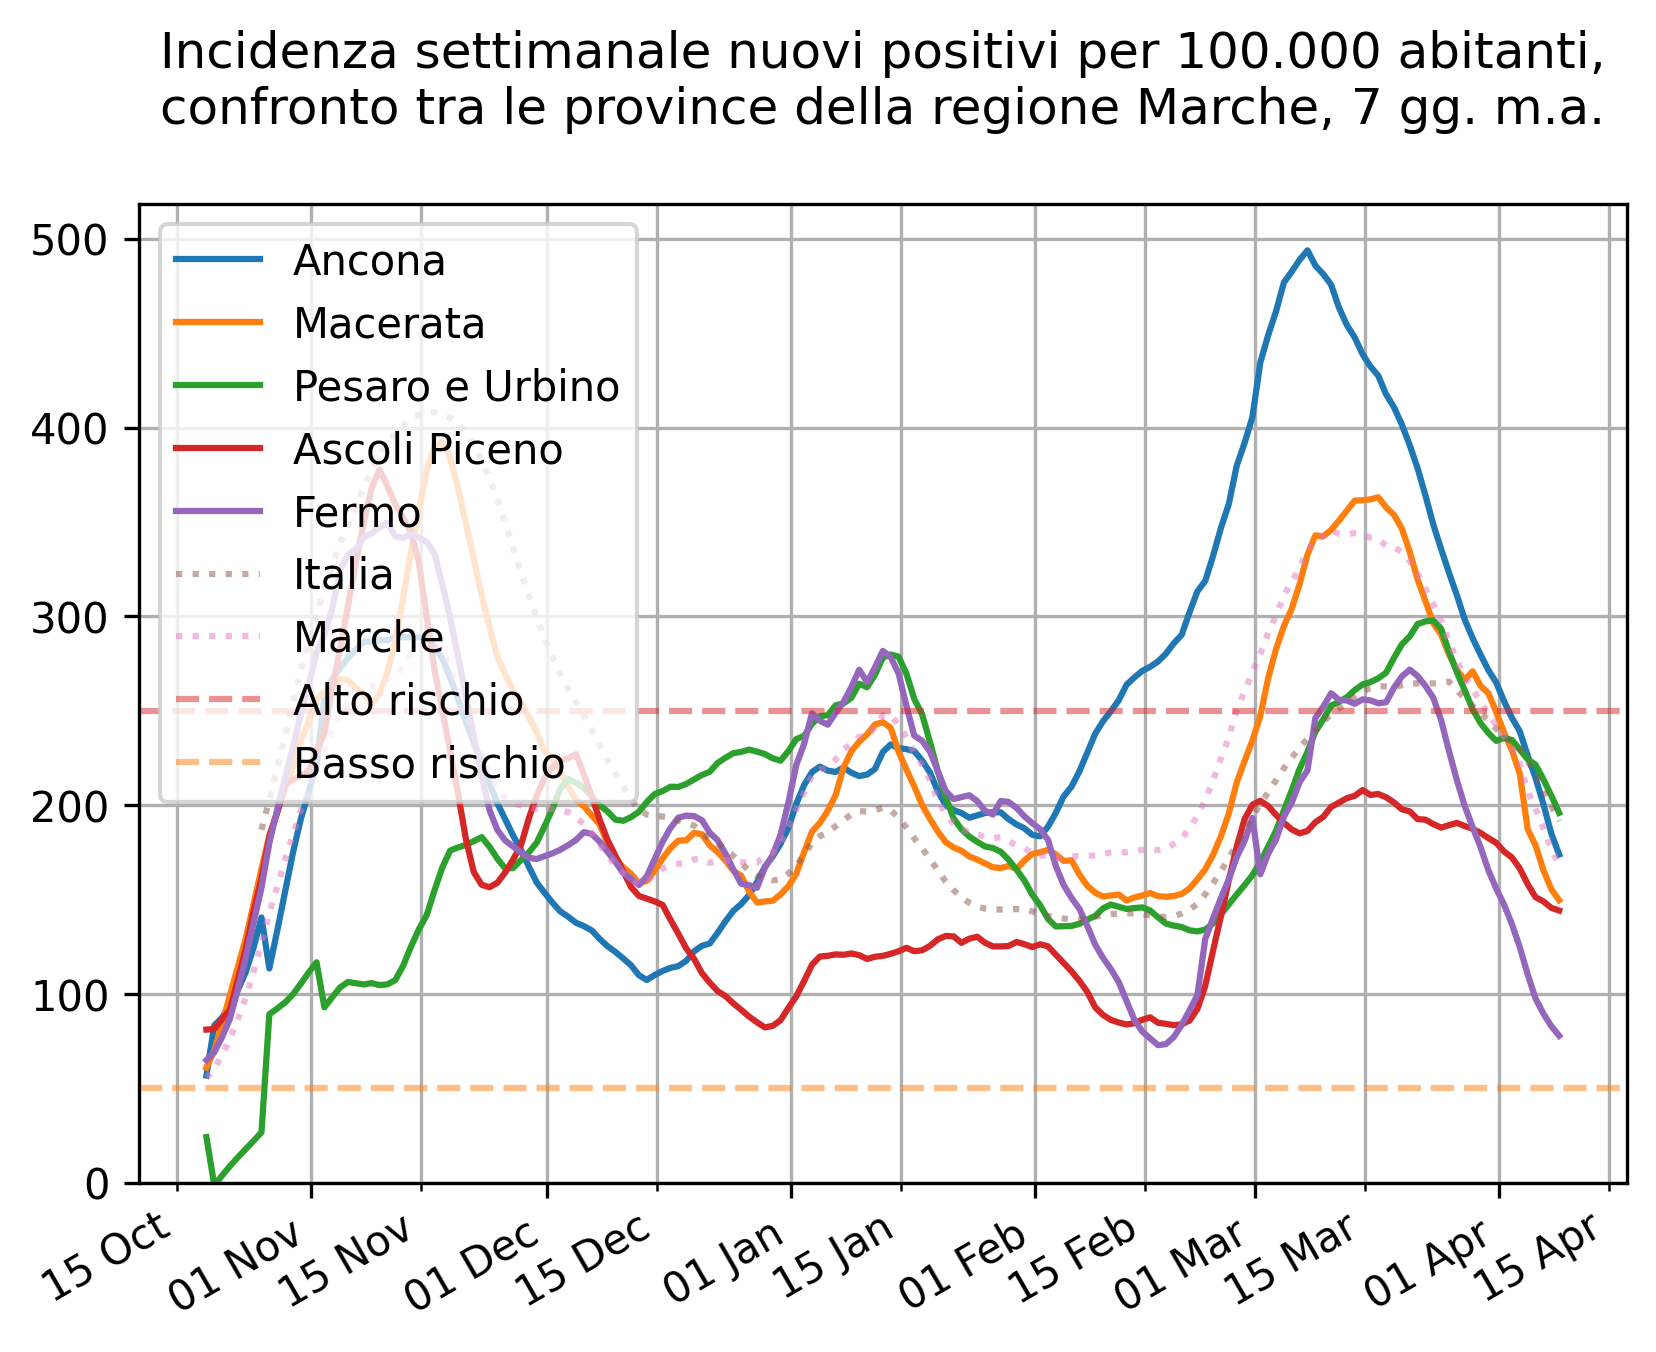 Incidenza settimanale nuovi positivi per 100.000 abitanti,
confronto tra le province della regione Marche, 7 gg. m.a.
500
400
300
200
100
0
Ancona
Macerata
Pesaro e Urbino
Ascoli Piceno
Fermo
Italia
Marche
Alto rischio
Basso rischio
15 Oct
01 Nov
15 Nov
01 Dec
15 Dec
01 Jan
15 Jan
01 Feb
15 Feb
01 Mar
15 Mar
01 Apr
15 Apr